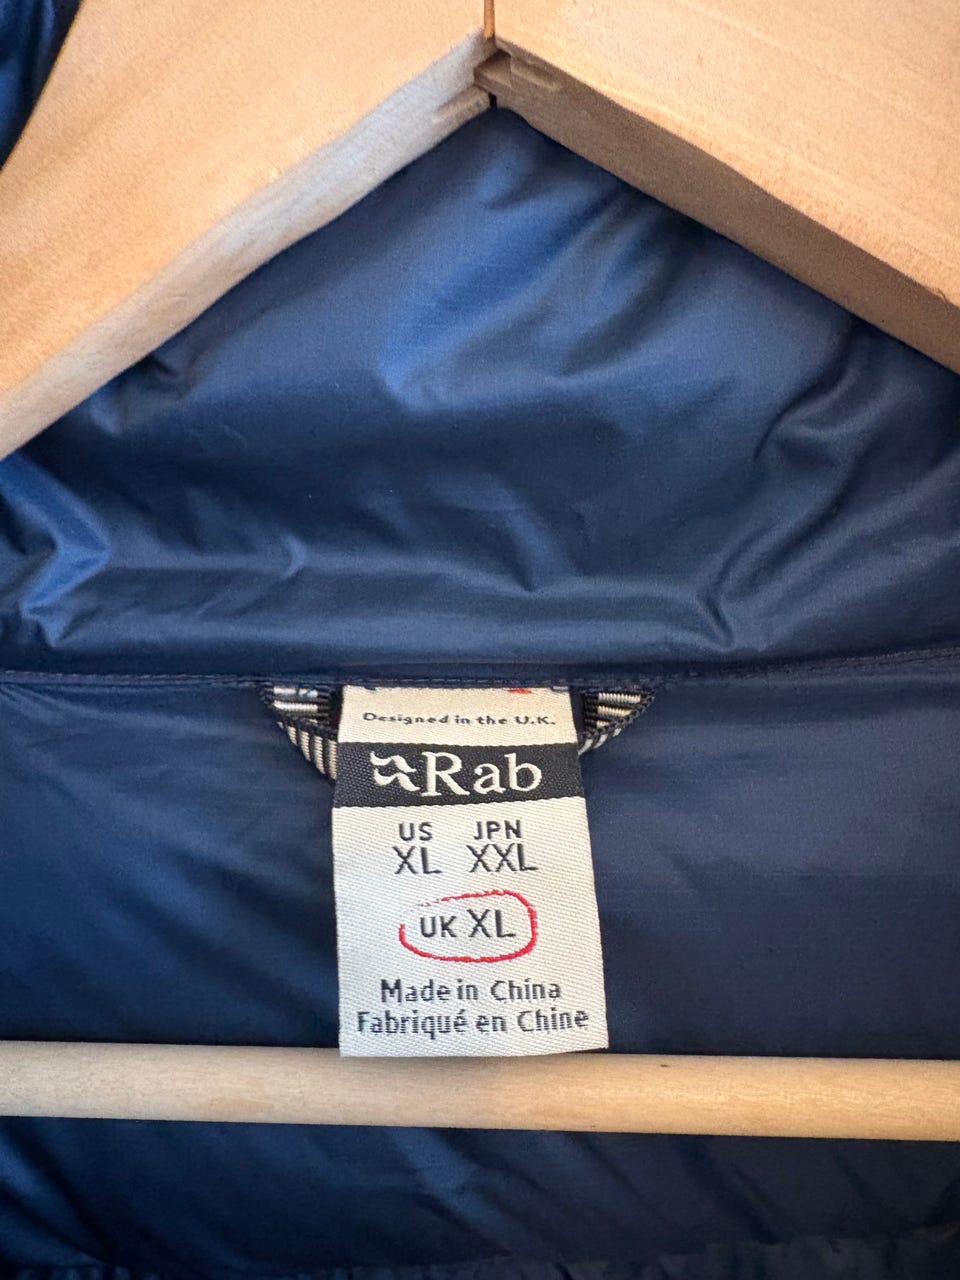 Designed in the U.K.
Rab
US JPN
XL XXL
UK XL
Made in China
Fabriqué en Chine